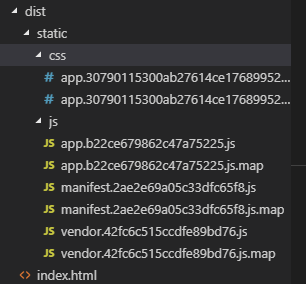 dist
static
css
app.30790115300ab27614ce17689952...
app.30790115300ab27614ce17689952...
js
JS app.b22ce679862c47a75225.js
JS app.b22ce679862c47a75225.js.map
JS manifest.2ae2e69a05c33dfc65f8.js
JS manifest.2ae2e69a05c33dfc65f8.js.map
JS vendor.42fc6c515ccdfe89bd76.js
JS vendor.42fc6c515ccdfe89bd76.js.map
index.html